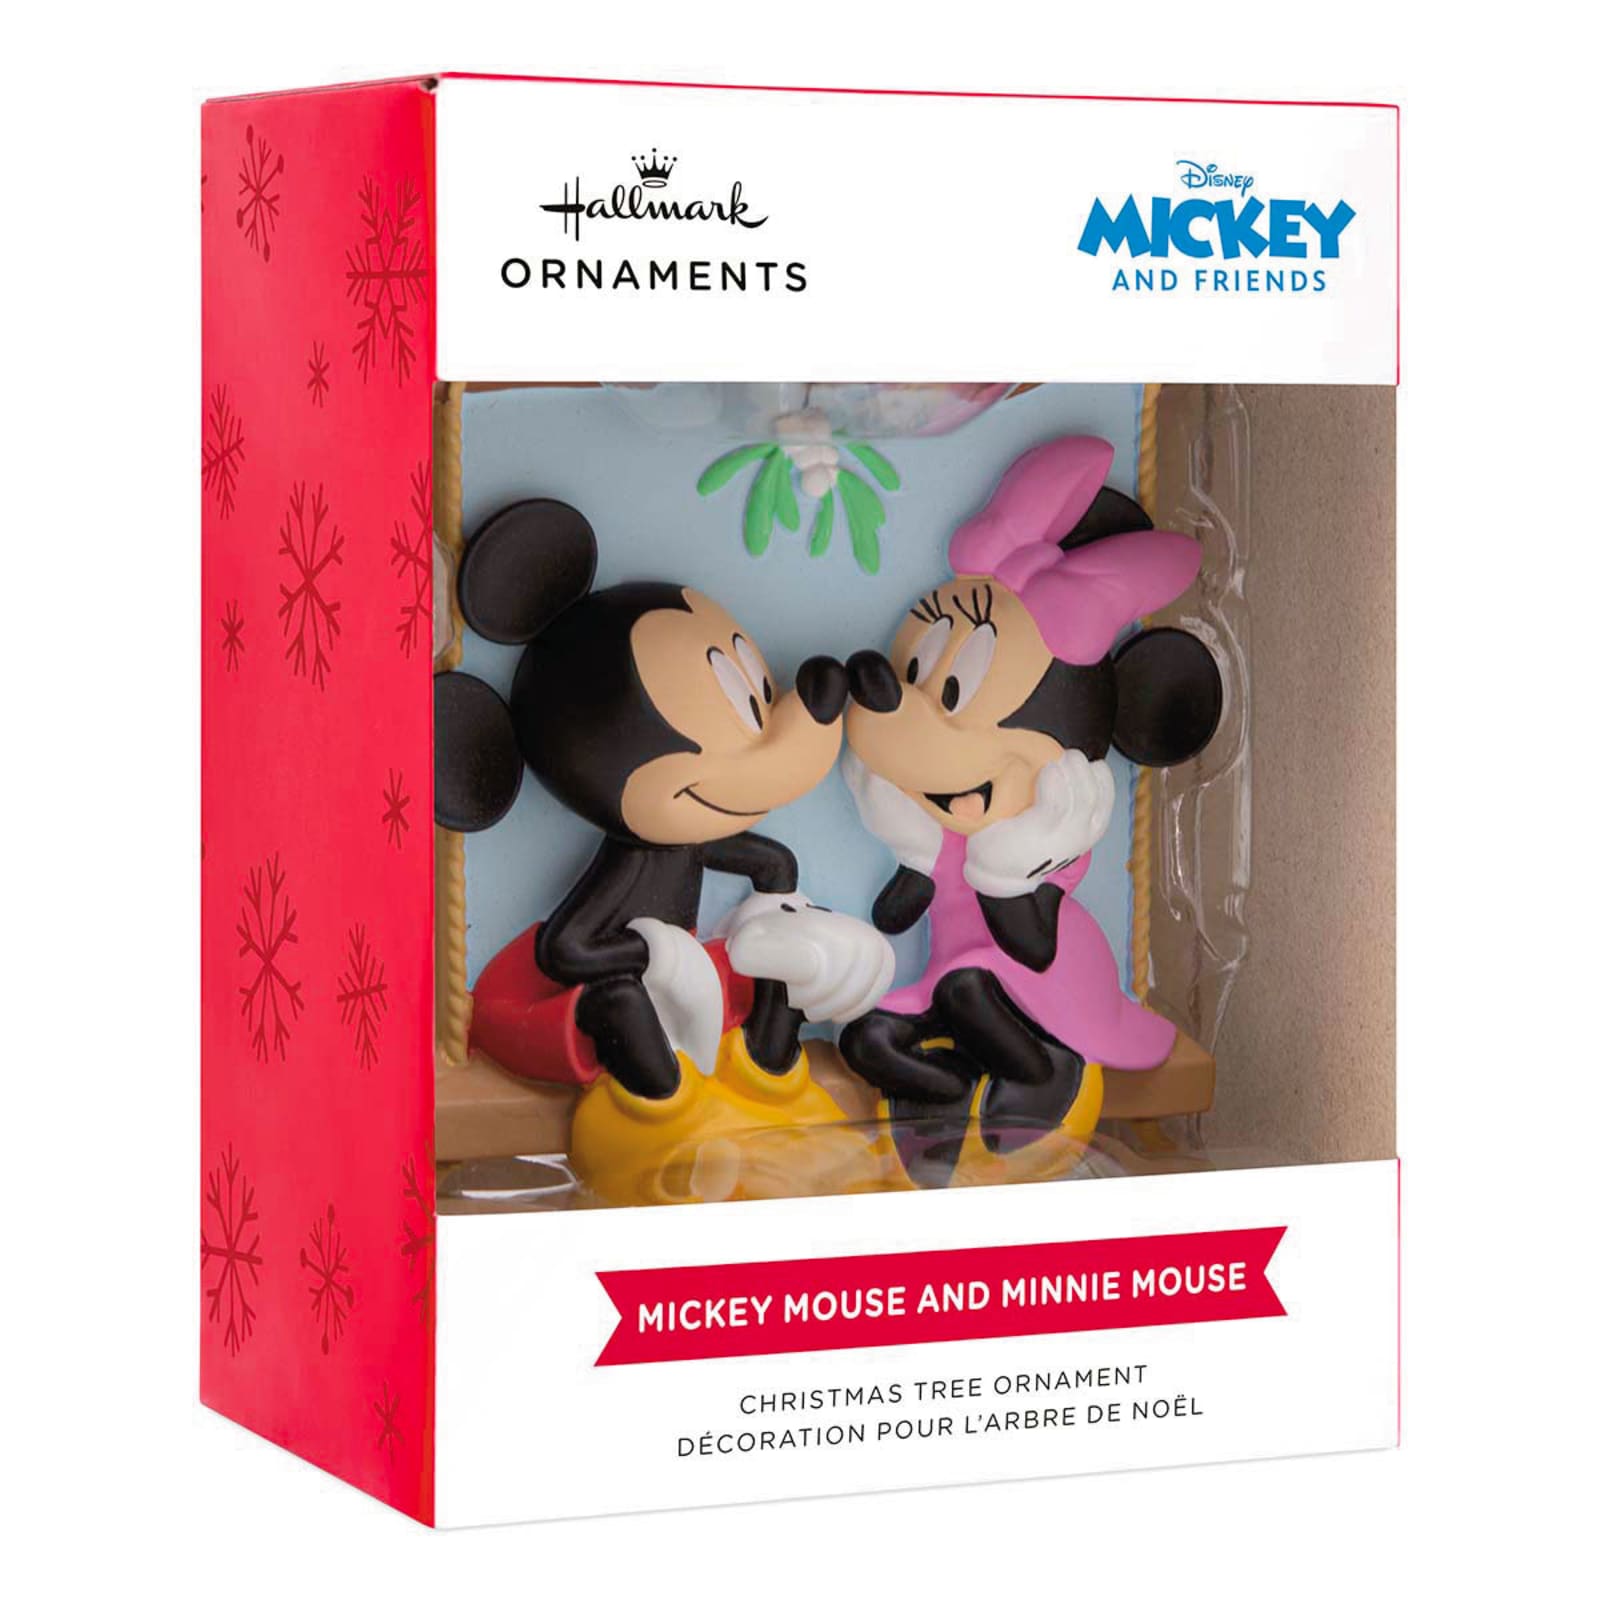 Hallmark
ORNAMENTS
Disney
MICKEY
AND FRIENDS
MICKEY MOUSE AND MINNIE MOUSE
CHRISTMAS TREE ORNAMENT
DÉCORATION POUR L'ARBRE DE NOËL